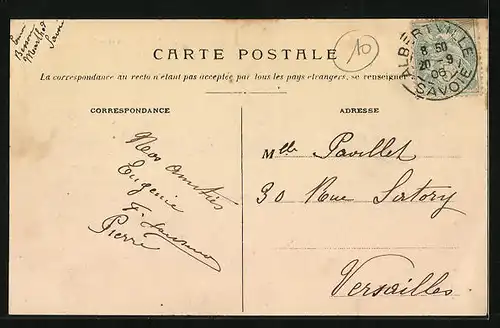 CARTE POSTALE
10
La correspondance au recto n'étant pas acceptée par tous les pays étrangers, se renseigner
ALBERTVILLE
8 50
20 - 9
06
SAVOIE
CORRESPONDANCE
ADRESSE
Nos amitiés
Eugénie
Pierre
Mlle Pavillet
30 Rue Satory
Versailles